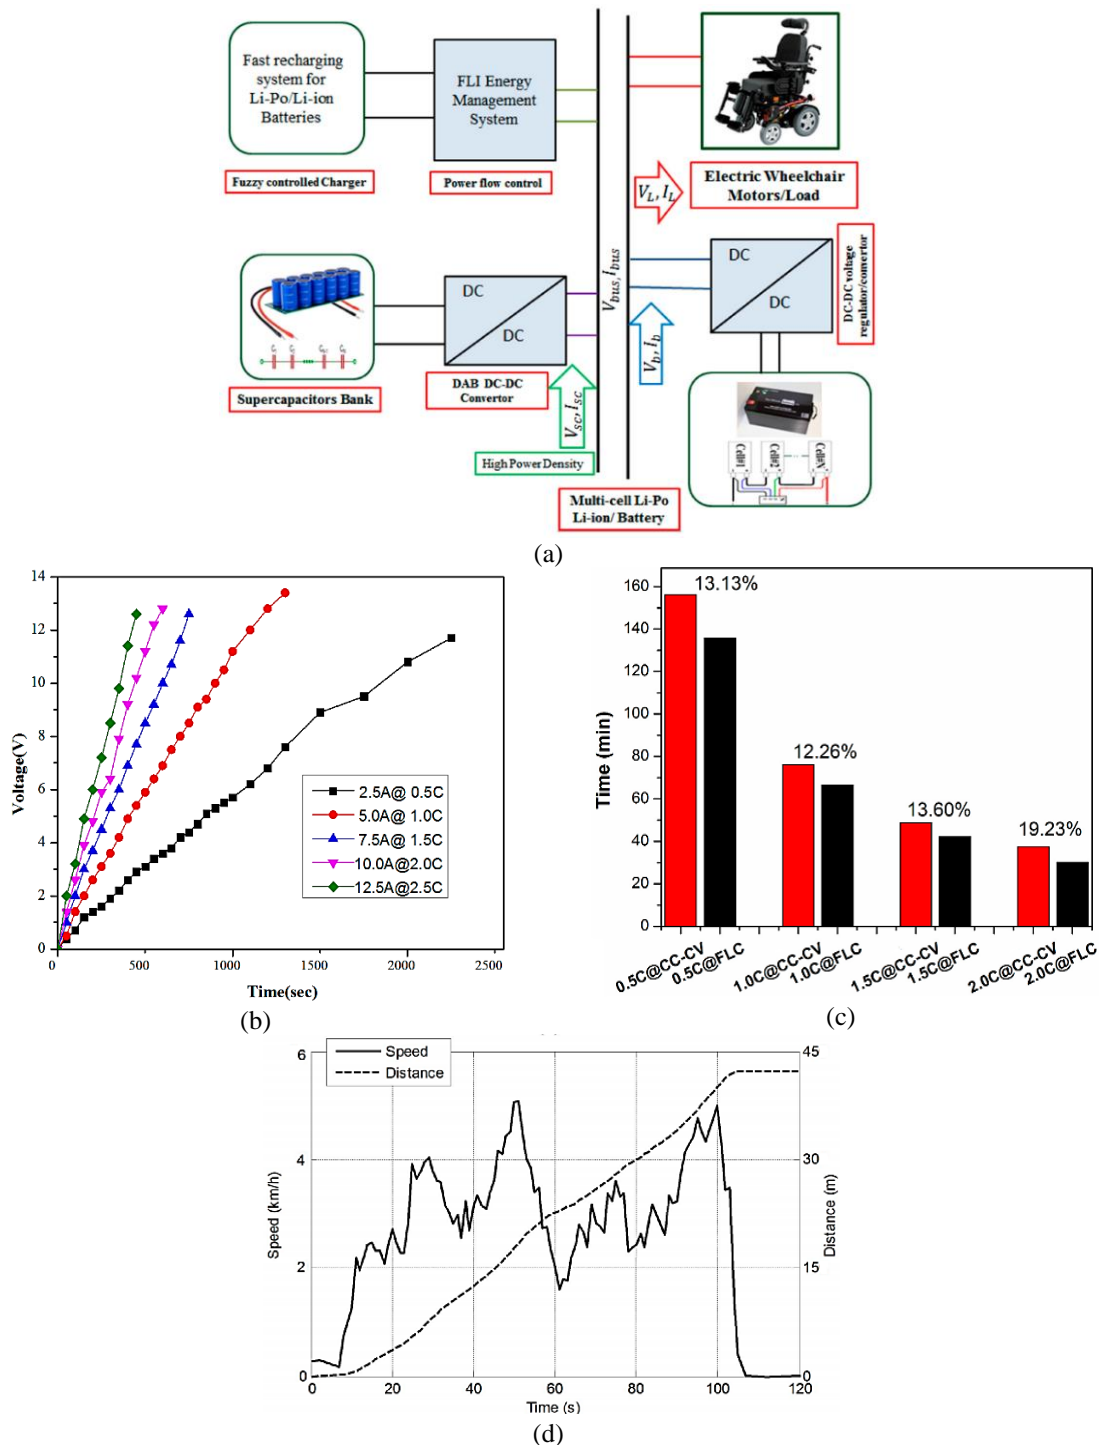 Fast recharging
system for
Li-Po/Li-ion
Batteries
FLI Energy
Management
System
Fuzzy controlled Charger
Power flow control
Electric Wheelchair
Motors/Load
V_L, I_L
V_bus, I_bus
DC
DC
DC-DC voltage
regulator/convertor
DC
DC
V_b, I_b
Supercapacitors Bank
DAB DC-DC
Convertor
V_sc, I_sc
High Power Density
Cell#1
Cell#2
Cell#N
Multi-cell Li-Po
Li-ion/ Battery
(a)
14
12
10
8
6
4
2
0
Voltage(V)
2.5A@ 0.5C
5.0A@ 1.0C
7.5A@ 1.5C
10.0A@2.0C
12.5A@2.5C
0
500
1000
1500
2000
2500
Time(sec)
(b)
160
140
120
100
80
60
40
20
0
Time (min)
13.13%
12.26%
13.60%
19.23%
0.5C@CC-CV
0.5C@FLC
1.0C@CC-CV
1.0C@FLC
1.5C@CC-CV
1.5C@FLC
2.0C@CC-CV
2.0C@FLC
(c)
Speed
Distance
6
4
2
0
Speed (km/h)
45
30
15
0
Distance (m)
0
20
40
60
80
100
120
Time (s)
(d)